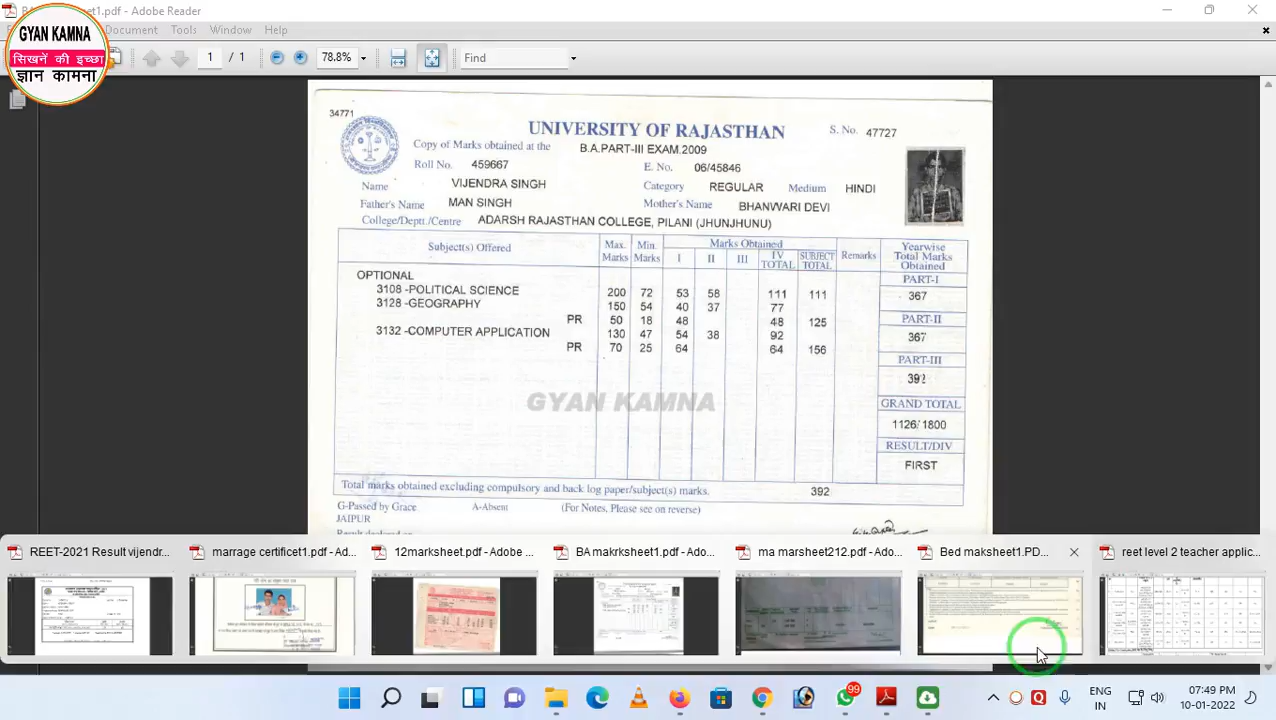 BA makrksheet1.pdf - Adobe Reader
GYAN KAMNA
सिखनें की इच्छा
ज्ञान कामना
Document Tools Window Help
1 / 1 78.8% Find
34771
UNIVERSITY OF RAJASTHAN
S. No. 47727
Copy of Marks obtained at the B.A.PART-III EXAM.2009
Roll No. 459667 E. No. 06/45846
Name VIJENDRA SINGH Category REGULAR Medium HINDI
Father's Name MAN SINGH Mother's Name BHANWARI DEVI
College/Deptt./Centre ADARSH RAJASTHAN COLLEGE, PILANI (JHUNJHUNU)
Subject(s) Offered Max. Marks Min. Marks Marks Obtained I II III IV TOTAL SUBJECT TOTAL Remarks Yearwise Total Marks Obtained
OPTIONAL
3108 -POLITICAL SCIENCE 200 72 53 58 111 111
3128 -GEOGRAPHY 150 54 40 37 77
PR 50 18 48 48 125
3132 -COMPUTER APPLICATION 130 47 54 38 92
PR 70 25 64 64 156
PART-I
367
PART-II
367
PART-III
392
GRAND TOTAL
1126/1800
RESULT/DIV
FIRST
GYAN KAMNA
Total marks obtained excluding compulsory and back log paper/subject(s) marks. 392
G-Passed by Grace A-Absent (For Notes, Please see on reverse)
JAIPUR
Result declared on
REET-2021 Result vijendr... marrage certificet1.pdf - Ado... 12marksheet.pdf - Adobe ... BA makrksheet1.pdf - Adobe... ma marsheet212.pdf - Ado... Bed maksheet1.PD... reet level 2 teacher applic...
99
ENG
IN
07:49 PM
10-01-2022